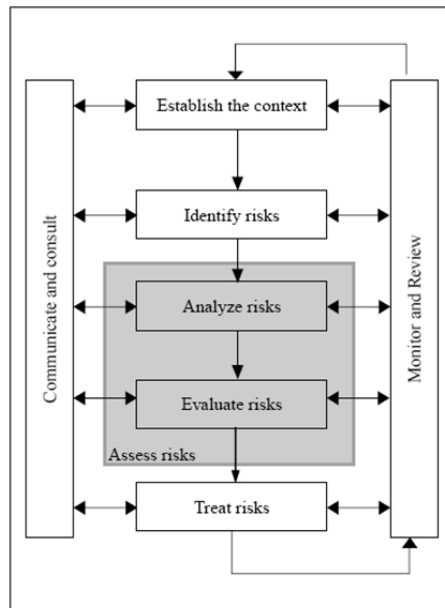 Establish the context
Identify risks
Analyze risks
Evaluate risks
Assess risks
Treat risks
Communicate and consult
Monitor and Review